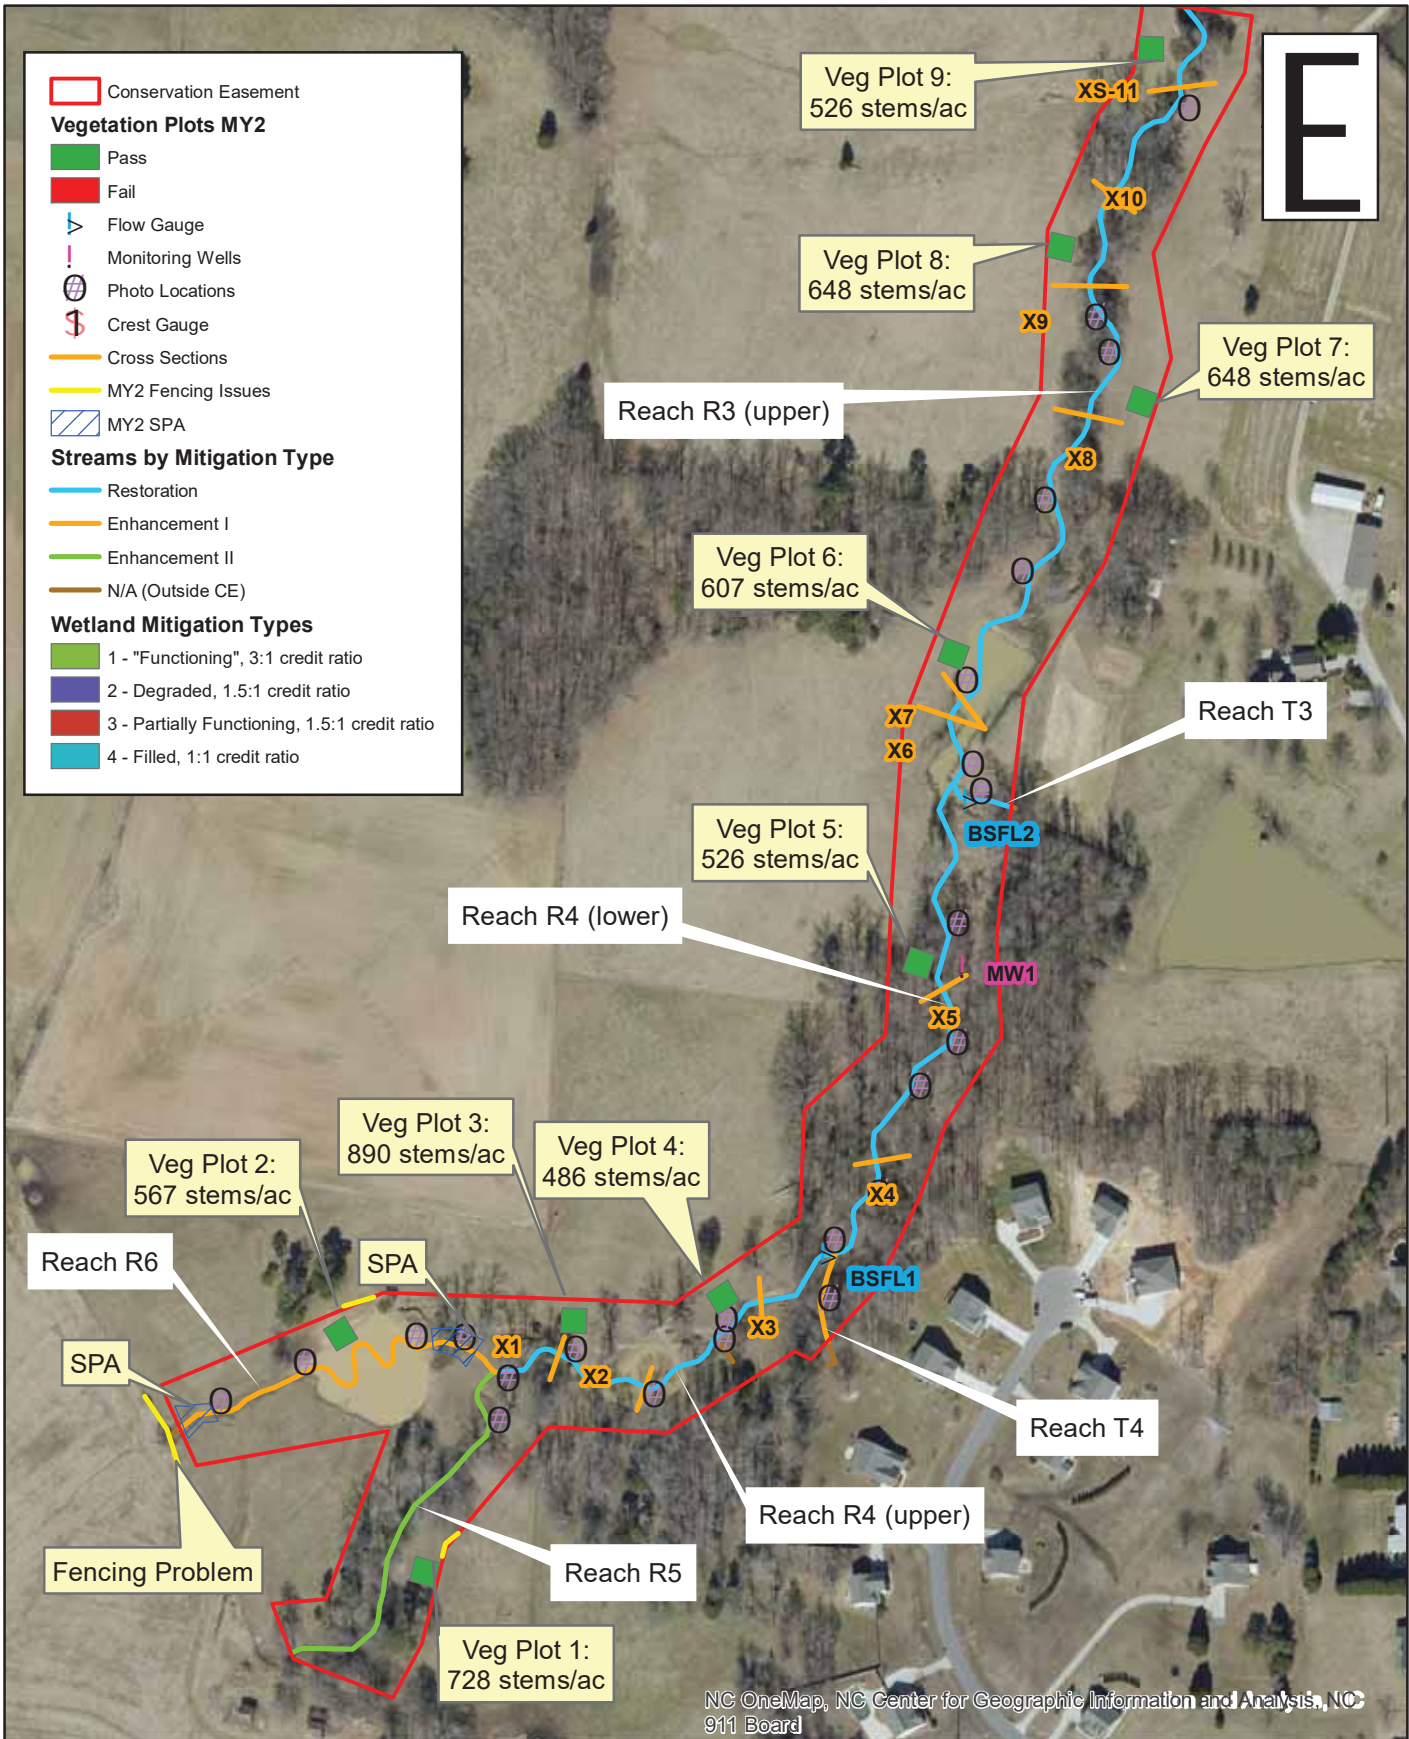 Conservation Easement
Vegetation Plots MY2
Pass
Fail
Flow Gauge
Monitoring Wells
Photo Locations
Crest Gauge
Cross Sections
MY2 Fencing Issues
MY2 SPA
Streams by Mitigation Type
Restoration
Enhancement I
Enhancement II
N/A (Outside CE)
Wetland Mitigation Types
1 - "Functioning", 3:1 credit ratio
2 - Degraded, 1.5:1 credit ratio
3 - Partially Functioning, 1.5:1 credit ratio
4 - Filled, 1:1 credit ratio
E
Veg Plot 9:
526 stems/ac
XS-11
X10
Veg Plot 8:
648 stems/ac
X9
Veg Plot 7:
648 stems/ac
Reach R3 (upper)
X8
Veg Plot 6:
607 stems/ac
X7
X6
Reach T3
BSFL2
Veg Plot 5:
526 stems/ac
Reach R4 (lower)
MW1
X5
Veg Plot 3:
890 stems/ac
Veg Plot 4:
486 stems/ac
Veg Plot 2:
567 stems/ac
X4
Reach R6
SPA
BSFL1
X3
X1
X2
SPA
Reach T4
Reach R4 (upper)
Fencing Problem
Reach R5
Veg Plot 1:
728 stems/ac
NC OneMap, NC Center for Geographic Information and Analysis, NC
911 Board